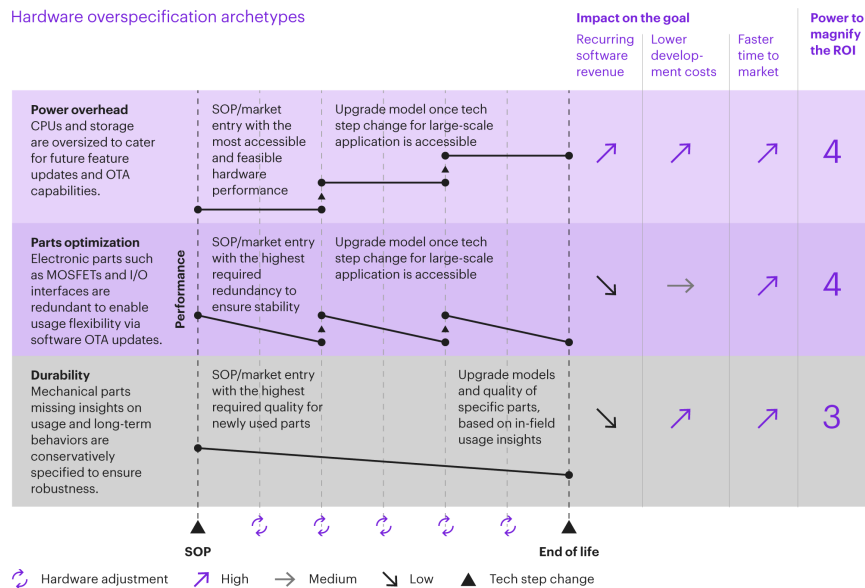 Hardware overspecification archetypes
Impact on the goal
Power to
magnify
the ROI
Recurring
software
revenue
Lower
develop-
ment costs
Faster
time to
market
Power overhead
CPUs and storage
are oversized to cater
for future feature
updates and OTA
capabilities.
SOP/market
entry with the
most accessible
and feasible
hardware
performance
Upgrade model once tech
step change for large-scale
application is accessible
4
Parts optimization
Electronic parts such
as MOSFETs and I/O
interfaces are
redundant to enable
usage flexibility via
software OTA updates.
Performance
SOP/market entry
with the highest
required
redundancy to
ensure stability
Upgrade model once tech
step change for large-scale
application is accessible
4
Durability
Mechanical parts
missing insights on
usage and long-term
behaviors are
conservatively
specified to ensure
robustness.
SOP/market entry
with the highest
required quality for
newly used parts
Upgrade models
and quality of
specific parts,
based on in-field
usage insights
3
SOP
End of life
Hardware adjustment
High
Medium
Low
Tech step change